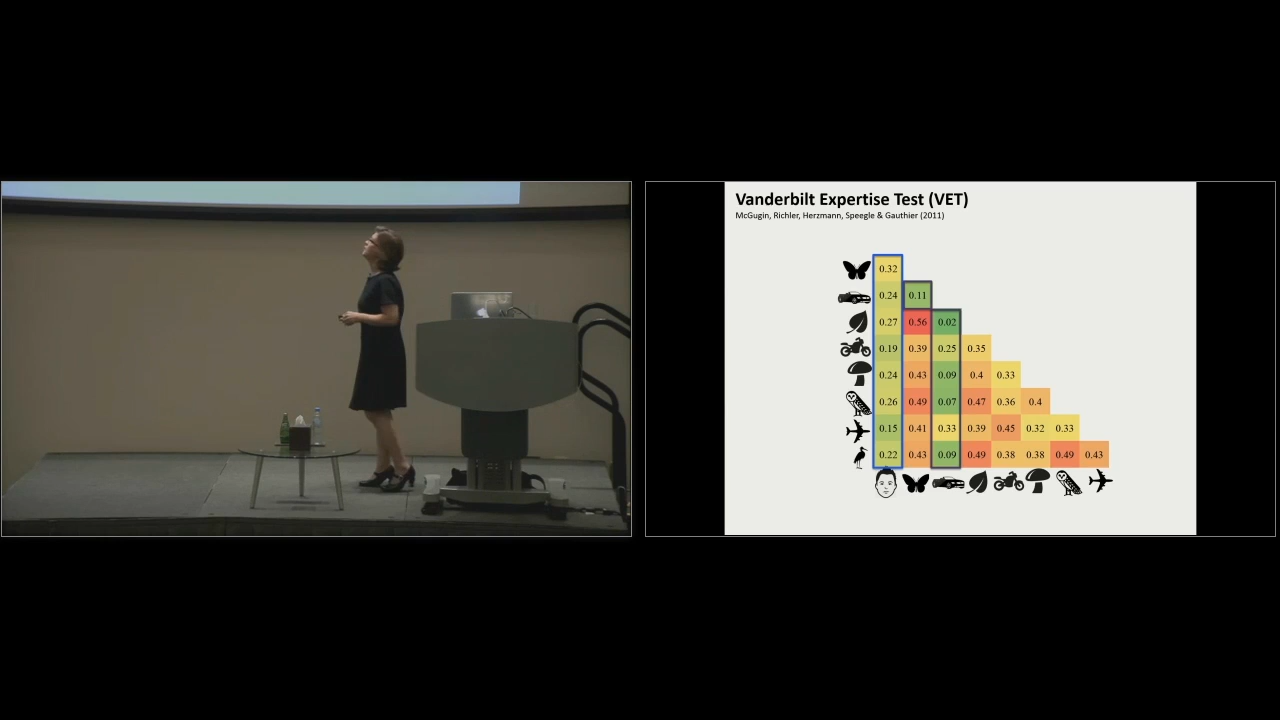 Vanderbilt Expertise Test (VET)
McGugin, Richler, Herzmann, Speegle & Gauthier (2011)
0.32
0.24 0.11
0.27 0.56 0.02
0.19 0.39 0.25 0.35
0.24 0.43 0.09 0.4 0.33
0.26 0.49 0.07 0.47 0.36 0.4
0.15 0.41 0.33 0.39 0.45 0.32 0.33
0.22 0.43 0.09 0.49 0.38 0.38 0.49 0.43